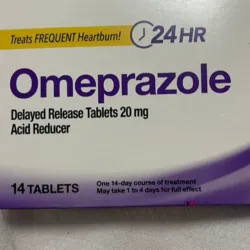 Treats FREQUENT Heartburn!
24HR
Omeprazole
Delayed Release Tablets 20 mg
Acid Reducer
14 TABLETS
One 14-day course of treatment
May take 1 to 4 days for full effect